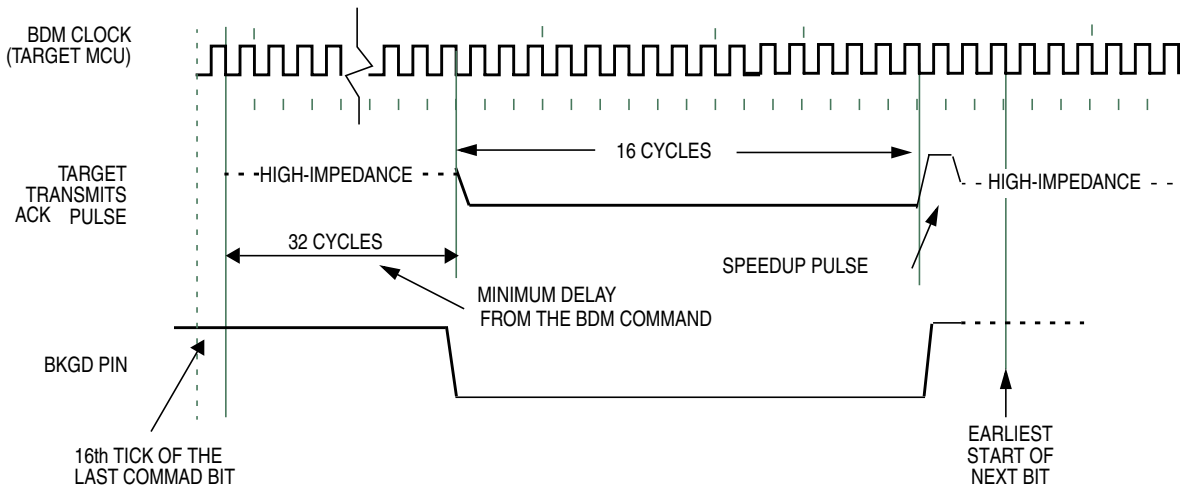 BDM CLOCK
(TARGET MCU)
16 CYCLES
TARGET
TRANSMITS
ACK PULSE
HIGH-IMPEDANCE
HIGH-IMPEDANCE
32 CYCLES
SPEEDUP PULSE
MINIMUM DELAY
FROM THE BDM COMMAND
BKGD PIN
16th TICK OF THE
LAST COMMAD BIT
EARLIEST
START OF
NEXT BIT